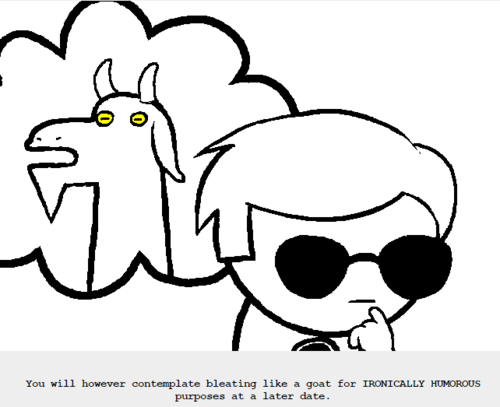 You will however contemplate bleating like a goat for IRONICALLY HUMOROUS
purposes at a later date.